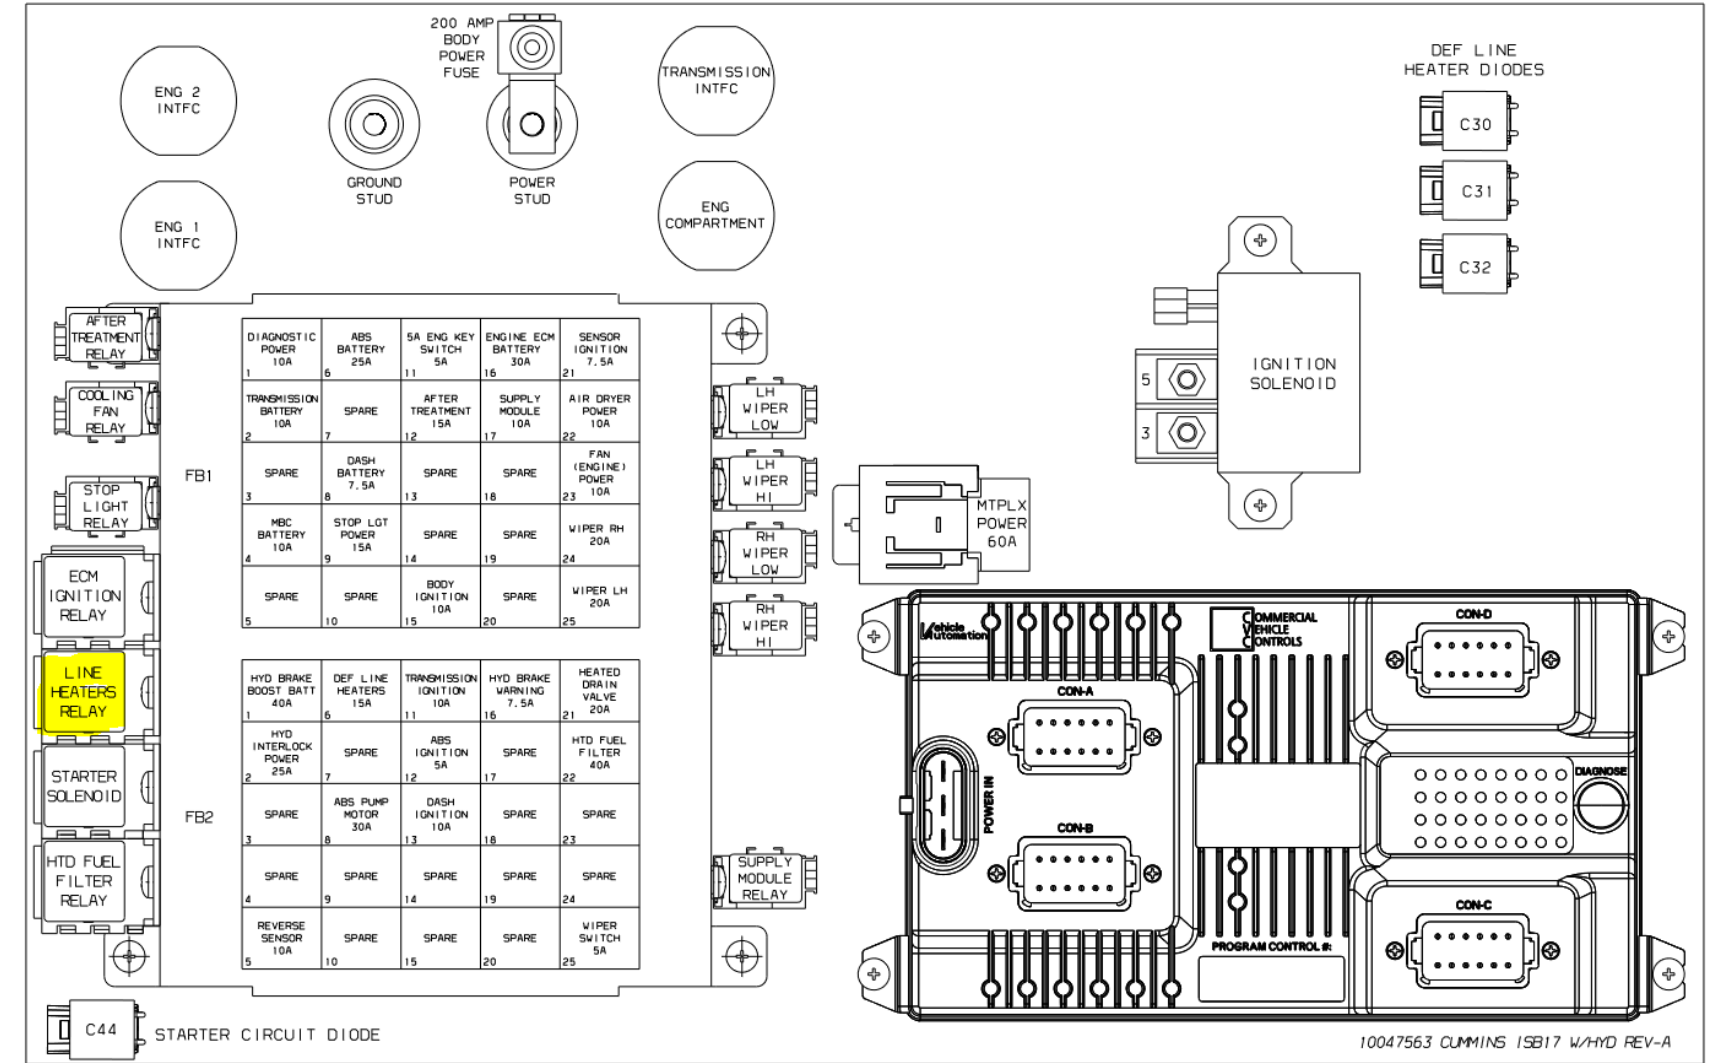 200 AMP
BODY
POWER
FUSE
ENG 2
INTFC
TRANSMISSION
INTFC
DEF LINE
HEATER DIODES
C30
C31
C32
GROUND
STUD
POWER
STUD
ENG 1
INTFC
ENG
COMPARTMENT
AFTER
TREATMENT
RELAY
COOLING
FAN
RELAY
STOP
LIGHT
RELAY
ECM
IGNITION
RELAY
LINE
HEATERS
RELAY
STARTER
SOLENOID
HTD FUEL
FILTER
RELAY
FB1
DIAGNOSTIC
POWER
10A
1
ABS
BATTERY
25A
6
5A ENG KEY
SWITCH
5A
11
ENGINE ECM
BATTERY
30A
16
SENSOR
IGNITION
7.5A
21
TRANSMISSION
BATTERY
10A
2
SPARE
7
AFTER
TREATMENT
15A
12
SUPPLY
MODULE
10A
17
AIR DRYER
POWER
10A
22
SPARE
3
DASH
BATTERY
7.5A
8
SPARE
13
SPARE
18
FAN
(ENGINE)
POWER
10A
23
MBC
BATTERY
10A
4
STOP LGT
POWER
15A
9
SPARE
14
SPARE
19
WIPER RH
20A
24
SPARE
5
SPARE
10
BODY
IGNITION
10A
15
SPARE
20
WIPER LH
20A
25
FB2
HYD BRAKE
BOOST BATT
40A
1
DEF LINE
HEATERS
15A
6
TRANSMISSION
IGNITION
10A
11
HYD BRAKE
WARNING
7.5A
16
HEATED
DRAIN
VALVE
20A
21
HYD
INTERLOCK
POWER
25A
2
SPARE
7
ABS
IGNITION
5A
12
SPARE
17
HTD FUEL
FILTER
40A
22
SPARE
3
ABS PUMP
MOTOR
30A
8
DASH
IGNITION
10A
13
SPARE
18
SPARE
23
SPARE
4
SPARE
9
SPARE
14
SPARE
19
SPARE
24
REVERSE
SENSOR
10A
5
SPARE
10
SPARE
15
SPARE
20
WIPER
SWITCH
5A
25
LH
WIPER
LOW
LH
WIPER
HI
RH
WIPER
LOW
RH
WIPER
HI
SUPPLY
MODULE
RELAY
MTPLX
POWER
60A
5
3
IGNITION
SOLENOID
Vehicle
Automation
COMMERCIAL
VEHICLE
CONTROLS
CON-D
CON-A
POWER IN
DIAGNOSE
CON-B
CON-C
PROGRAM CONTROL #:
C44
STARTER CIRCUIT DIODE
10047563 CUMMINS ISB17 W/HYD REV-A